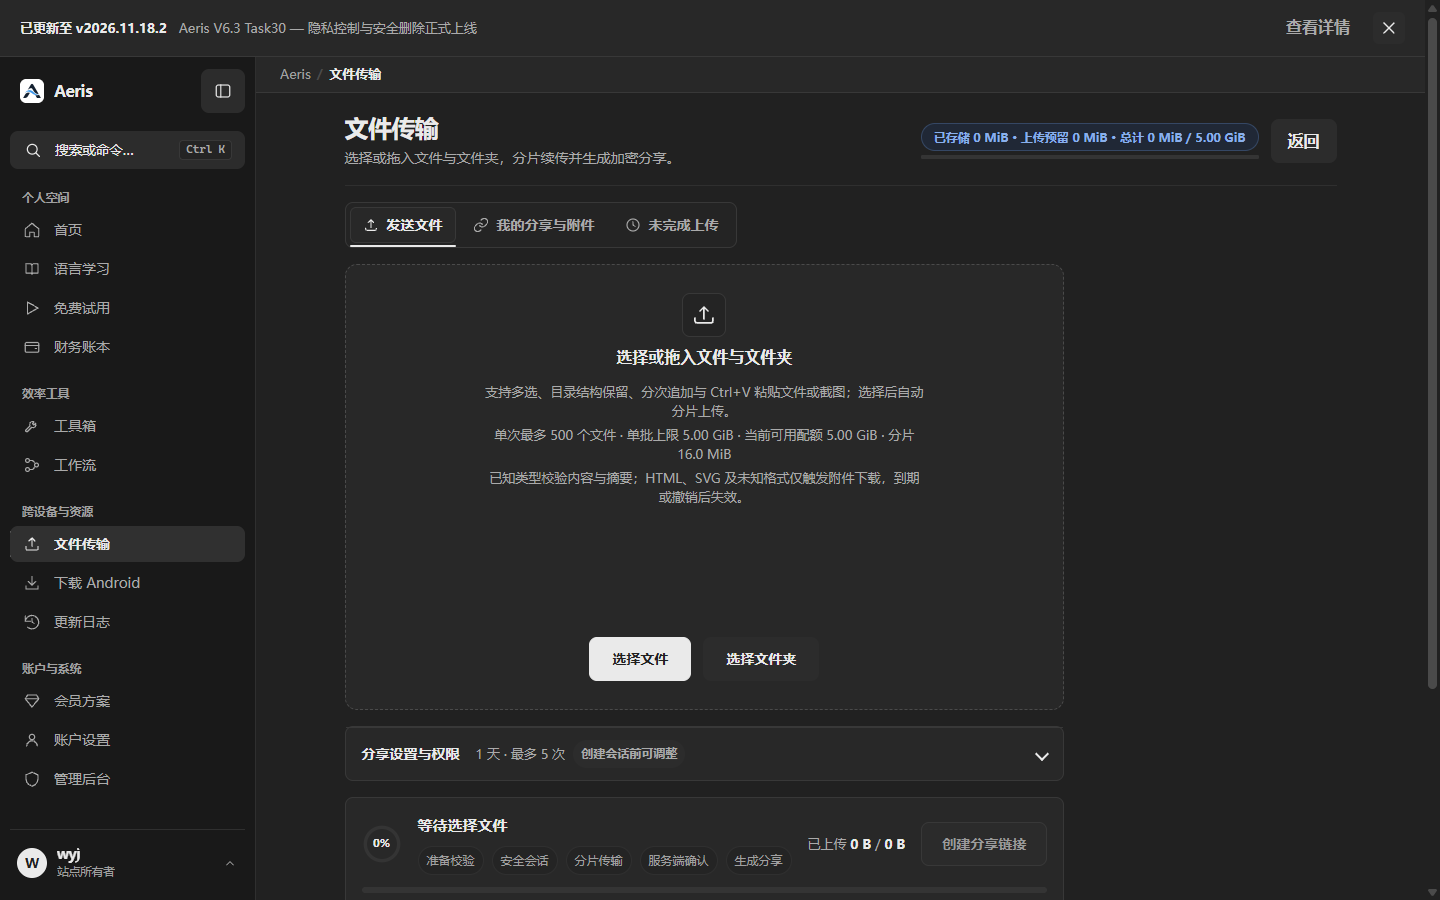 已更新至 v2026.11.18.2 Aeris V6.3 Task30 — 隐私控制与安全删除正式上线 查看详情
Aeris
搜索或命令... Ctrl K
个人空间
首页
语言学习
免费试用
财务账本
效率工具
工具箱
工作流
跨设备与资源
文件传输
下载 Android
更新日志
账户与系统
会员方案
账户设置
管理后台
W wyj
站点所有者
Aeris / 文件传输
文件传输
选择或拖入文件与文件夹，分片续传并生成加密分享。
已存储 0 MiB • 上传预留 0 MiB • 总计 0 MiB / 5.00 GiB
返回
发送文件 我的分享与附件 未完成上传
选择或拖入文件与文件夹
支持多选、目录结构保留、分次追加与 Ctrl+V 粘贴文件或截图；选择后自动
分片上传。
单次最多 500 个文件 · 单批上限 5.00 GiB · 当前可用配额 5.00 GiB · 分片
16.0 MiB
已知类型校验内容与摘要；HTML、SVG 及未知格式仅触发附件下载，到期
或撤销后失效。
选择文件 选择文件夹
分享设置与权限 1 天 · 最多 5 次 创建会话前可调整
0% 等待选择文件
准备校验 安全会话 分片传输 服务端确认 生成分享
已上传 0 B / 0 B 创建分享链接